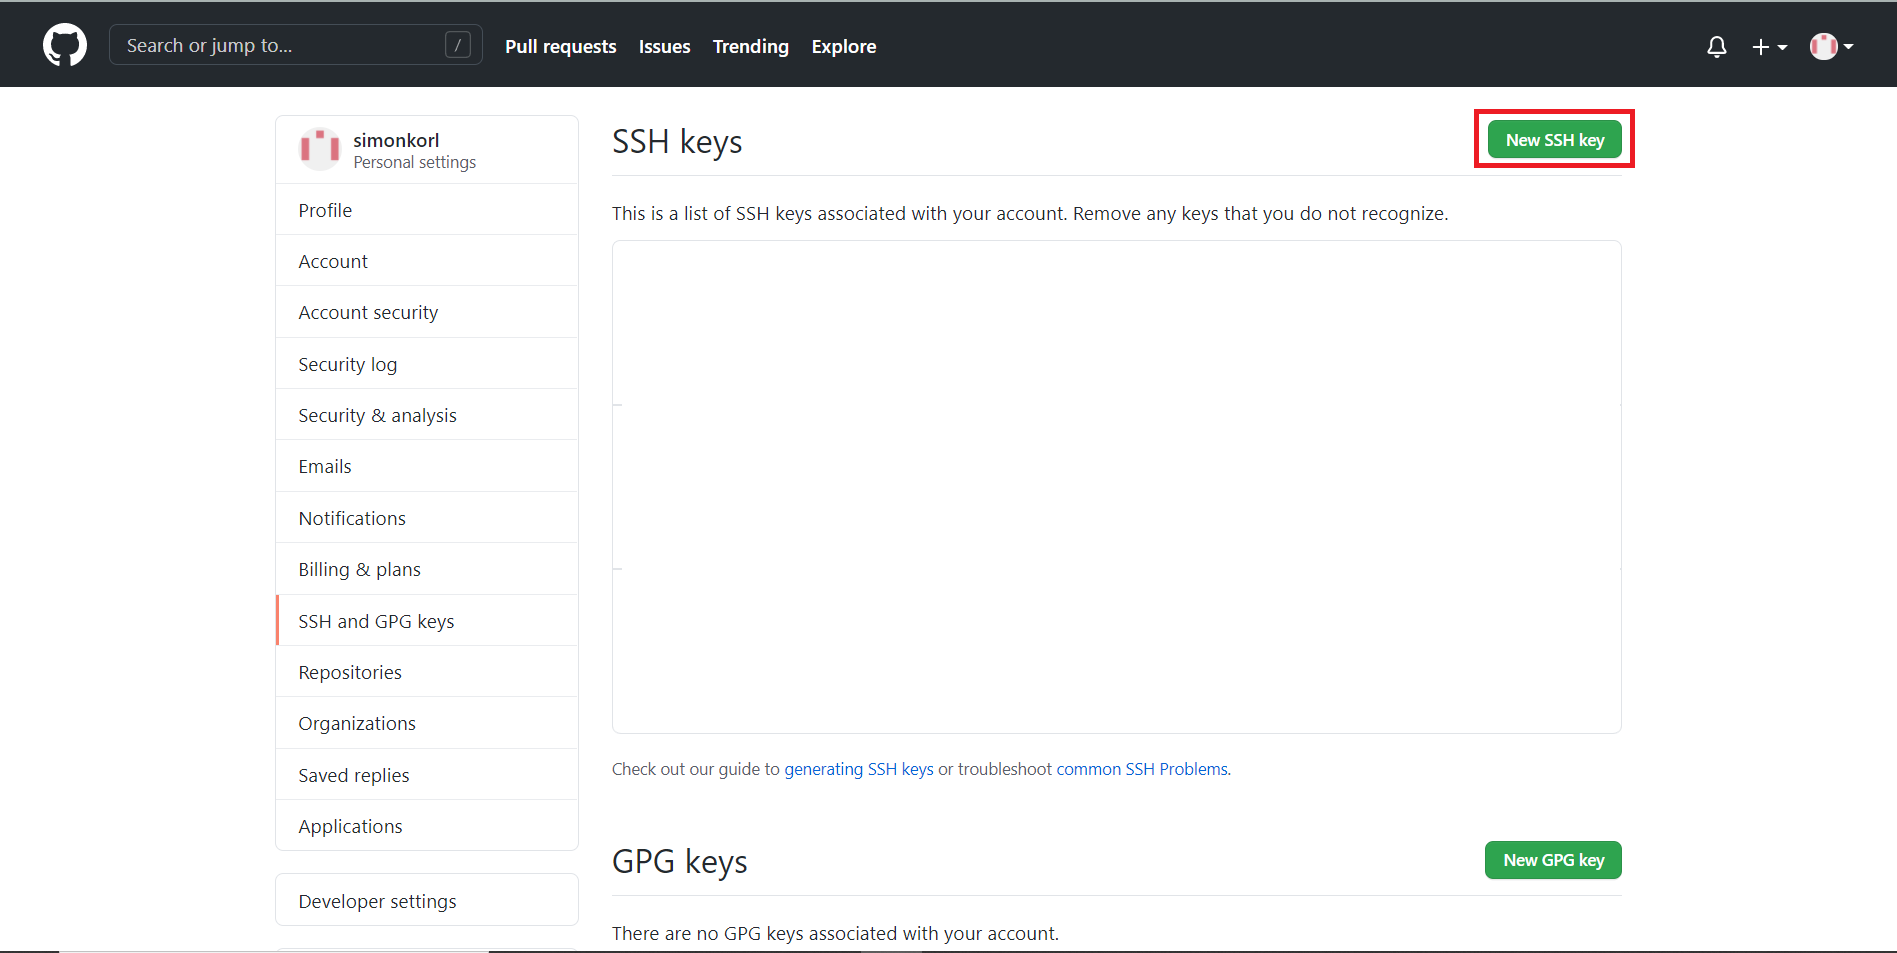 Search or jump to... /
Pull requests Issues Trending Explore
simonkorl
Personal settings
Profile
Account
Account security
Security log
Security & analysis
Emails
Notifications
Billing & plans
SSH and GPG keys
Repositories
Organizations
Saved replies
Applications
Developer settings
SSH keys
New SSH key
This is a list of SSH keys associated with your account. Remove any keys that you do not recognize.
Check out our guide to generating SSH keys or troubleshoot common SSH Problems.
GPG keys
New GPG key
There are no GPG keys associated with your account.